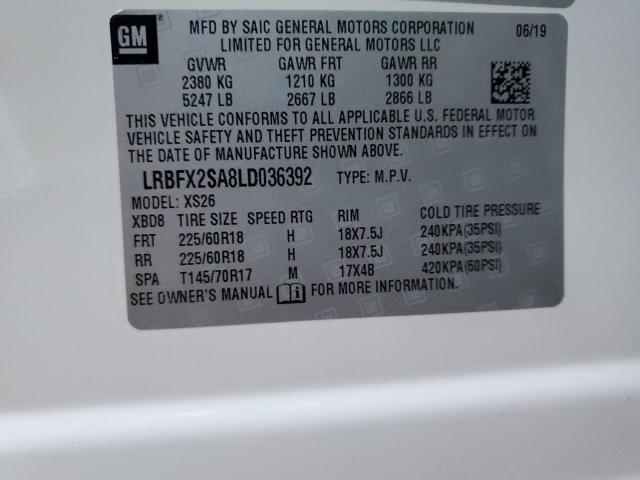 GM
MFD BY SAIC GENERAL MOTORS CORPORATION 06/19
LIMITED FOR GENERAL MOTORS LLC
GVWR GAWR FRT GAWR RR
2380 KG 1210 KG 1300 KG
5247 LB 2667 LB 2866 LB
THIS VEHICLE CONFORMS TO ALL APPLICABLE U.S. FEDERAL MOTOR
VEHICLE SAFETY AND THEFT PREVENTION STANDARDS IN EFFECT ON
THE DATE OF MANUFACTURE SHOWN ABOVE.
LRBFX2SA8LD036392 TYPE: M.P.V.
MODEL: XS26
XBD8 TIRE SIZE SPEED RTG RIM COLD TIRE PRESSURE
FRT 225/60R18 H 18X7.5J 240KPA(35PSI)
RR 225/60R18 H 18X7.5J 240KPA(35PSI)
SPA T145/70R17 M 17X4B 420KPA(60PSI)
SEE OWNER'S MANUAL FOR MORE INFORMATION.